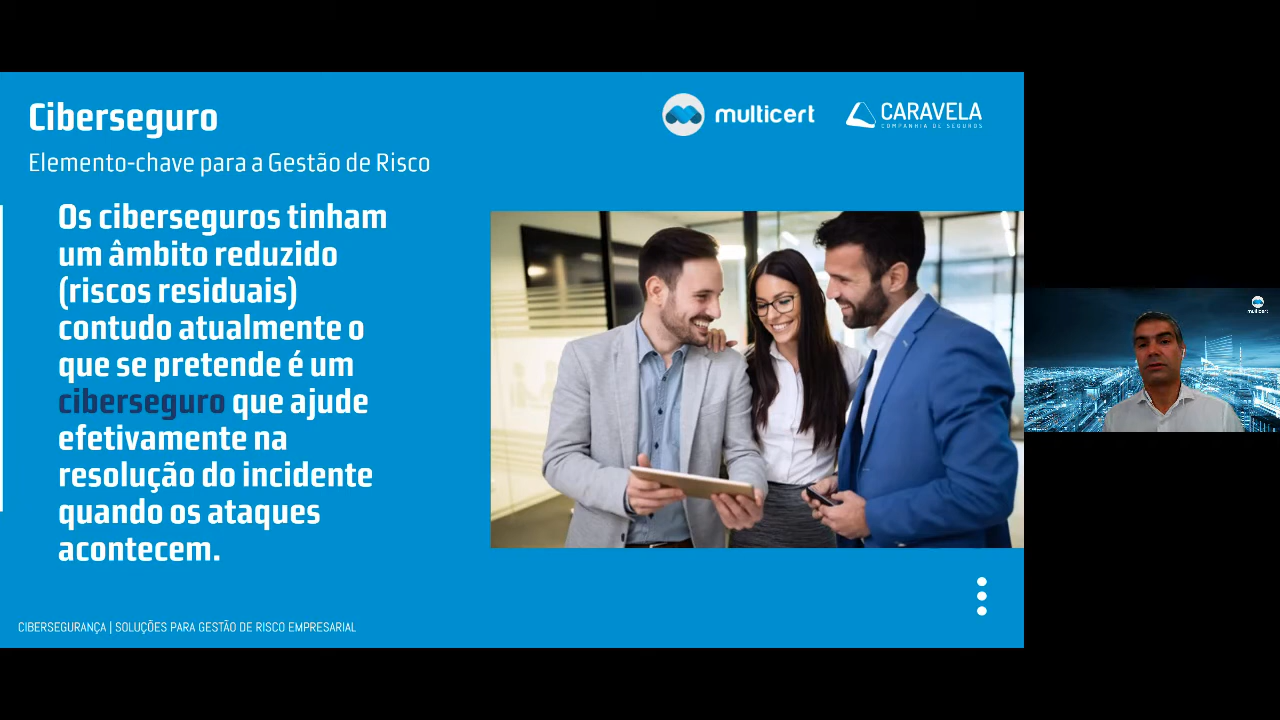 Ciberseguro
Elemento-chave para a Gestão de Risco
multicert
CARAVELA
COMPANHIA DE SEGUROS
Os ciberseguros tinham
um âmbito reduzido
(riscos residuais)
contudo atualmente o
que se pretende é um
ciberseguro que ajude
efetivamente na
resolução do incidente
quando os ataques
acontecem.
multicert
CIBERSEGURANÇA | SOLUÇÕES PARA GESTÃO DE RISCO EMPRESARIAL